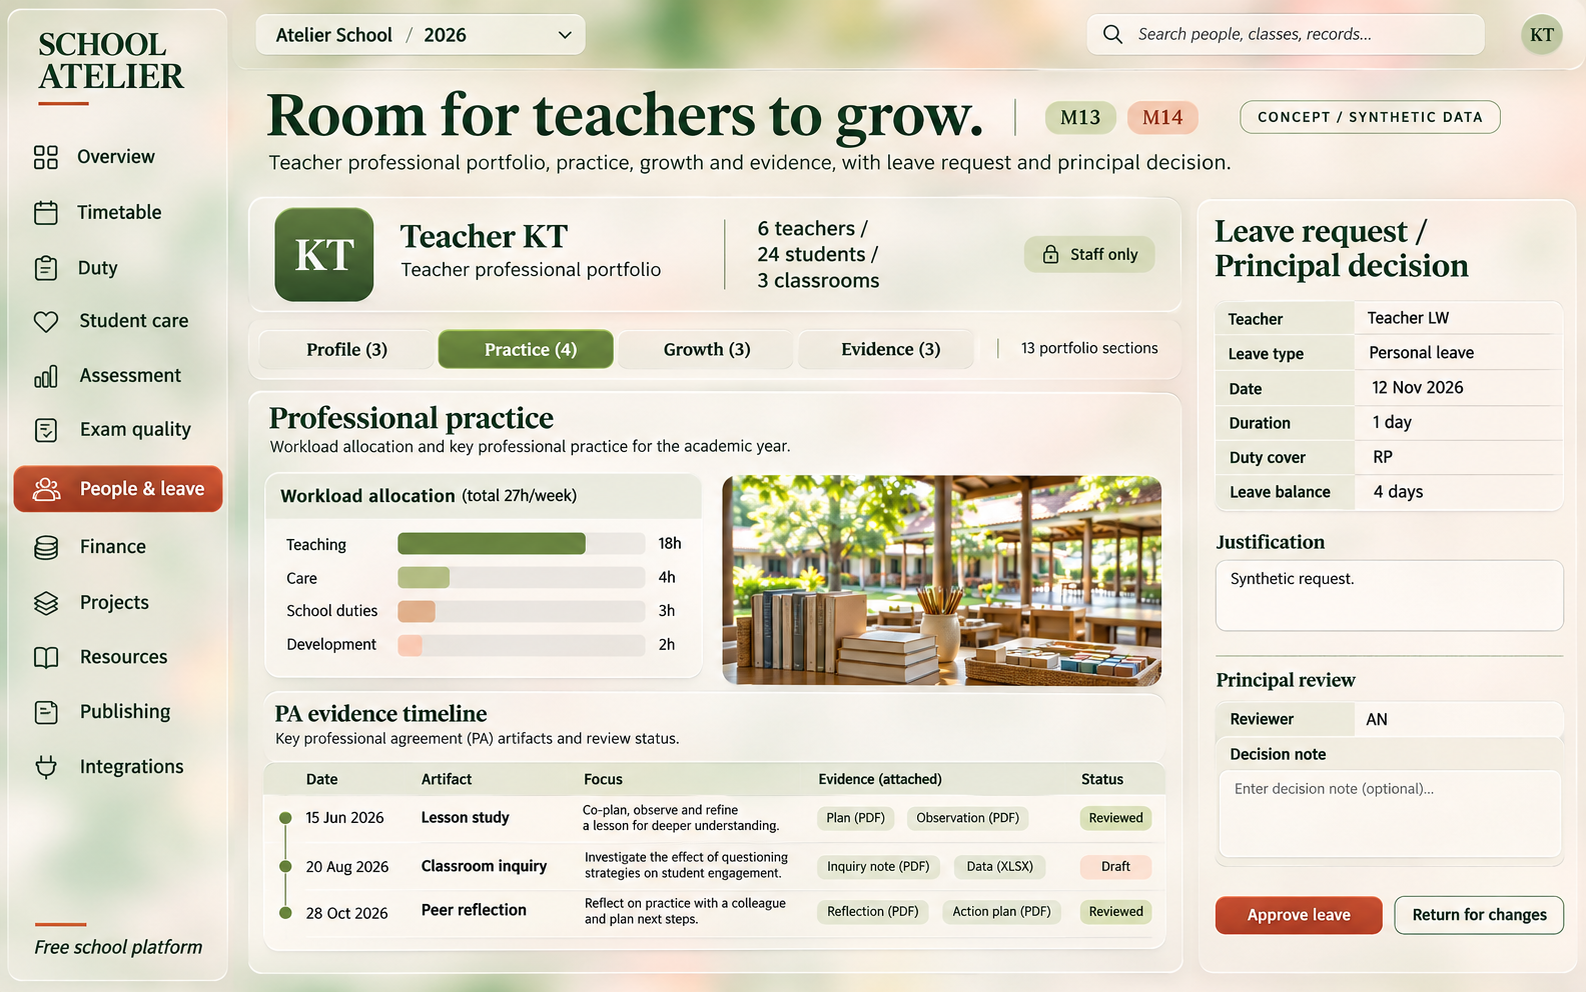 SCHOOL
ATELIER
Overview
Timetable
Duty
Student care
Assessment
Exam quality
People & leave
Finance
Projects
Resources
Publishing
Integrations
Free school platform
Atelier School / 2026
Search people, classes, records...
KT
Room for teachers to grow.
M13
M14
CONCEPT / SYNTHETIC DATA
Teacher professional portfolio, practice, growth and evidence, with leave request and principal decision.
KT
Teacher KT
Teacher professional portfolio
6 teachers /
24 students /
3 classrooms
Staff only
Profile (3)
Practice (4)
Growth (3)
Evidence (3)
13 portfolio sections
Professional practice
Workload allocation and key professional practice for the academic year.
Workload allocation (total 27h/week)
Teaching 18h
Care 4h
School duties 3h
Development 2h
PA evidence timeline
Key professional agreement (PA) artifacts and review status.
Date Artifact Focus Evidence (attached) Status
15 Jun 2026 Lesson study
Co-plan, observe and refine
a lesson for deeper understanding.
Plan (PDF) Observation (PDF) Reviewed
20 Aug 2026 Classroom inquiry
Investigate the effect of questioning
strategies on student engagement.
Inquiry note (PDF) Data (XLSX) Draft
28 Oct 2026 Peer reflection
Reflect on practice with a colleague
and plan next steps.
Reflection (PDF) Action plan (PDF) Reviewed
Leave request /
Principal decision
Teacher Teacher LW
Leave type Personal leave
Date 12 Nov 2026
Duration 1 day
Duty cover RP
Leave balance 4 days
Justification
Synthetic request.
Principal review
Reviewer AN
Decision note
Enter decision note (optional)...
Approve leave
Return for changes